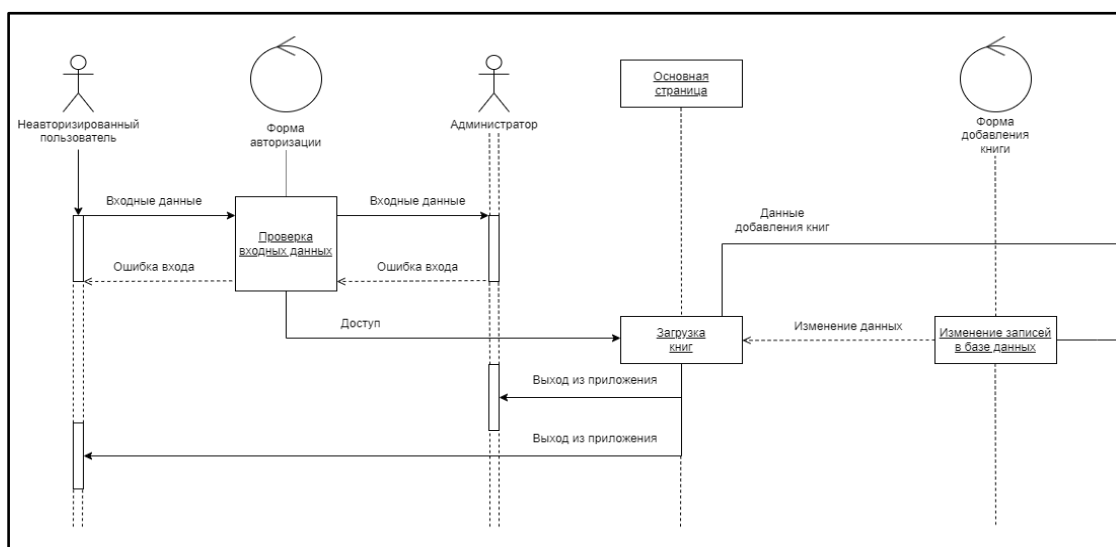 Неавторизированный
пользователь
Форма
авторизации
Администратор
Основная
страница
Форма
добавления
книги
Входные данные
Входные данные
Проверка
входных данных
Данные
добавления книг
Ошибка входа
Ошибка входа
Доступ
Загрузка
книг
Изменение данных
Изменение записей
в базе данных
Выход из приложения
Выход из приложения